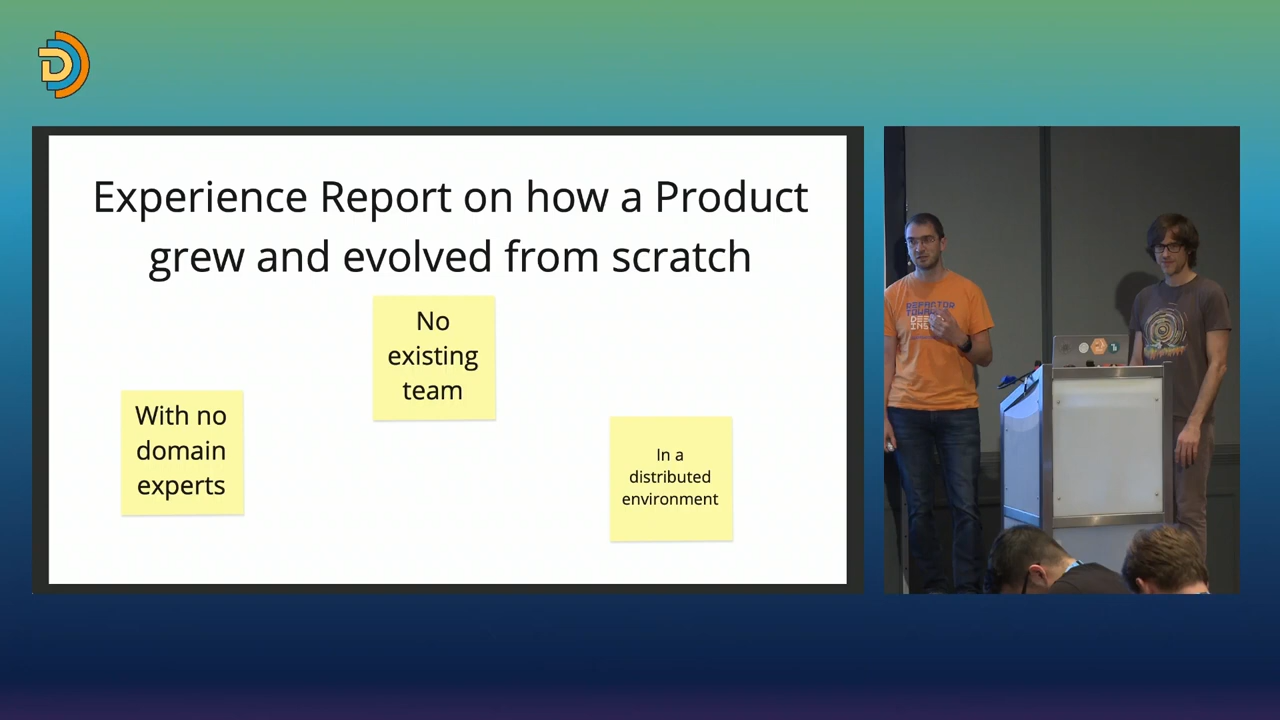 D
Experience Report on how a Product
grew and evolved from scratch
No
existing
team
With no
domain
experts
In a
distributed
environment
REFACTOR